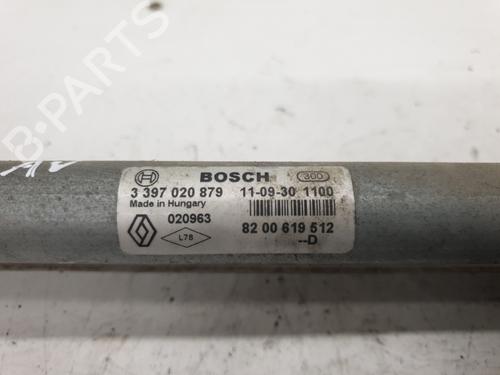 B-PARTS
BOSCH
360
3 397 020 879 11-09-30 1100
Made in Hungary
020963
L78
82 00 619 512
--D